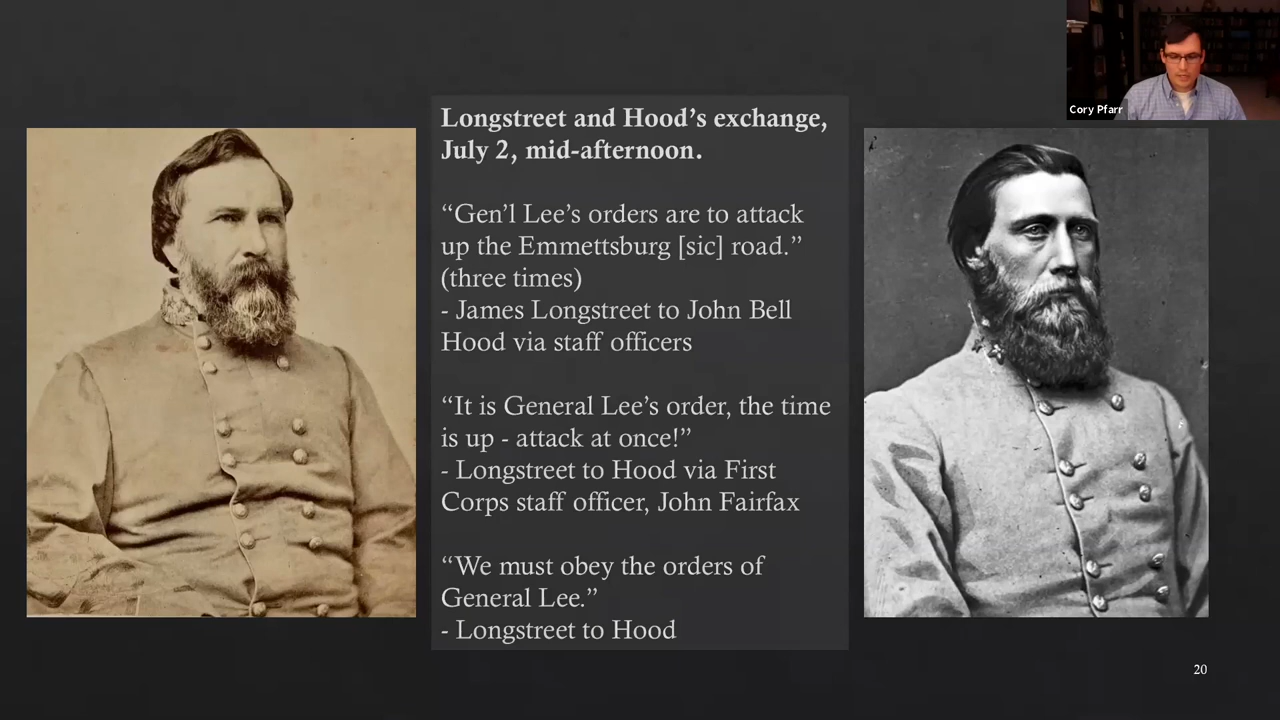 Cory Pfarr
Longstreet and Hood’s exchange,
July 2, mid-afternoon.
“Gen’l Lee’s orders are to attack
up the Emmettsburg [sic] road.”
(three times)
- James Longstreet to John Bell
Hood via staff officers
“It is General Lee’s order, the time
is up - attack at once!”
- Longstreet to Hood via First
Corps staff officer, John Fairfax
“We must obey the orders of
General Lee.”
- Longstreet to Hood
20